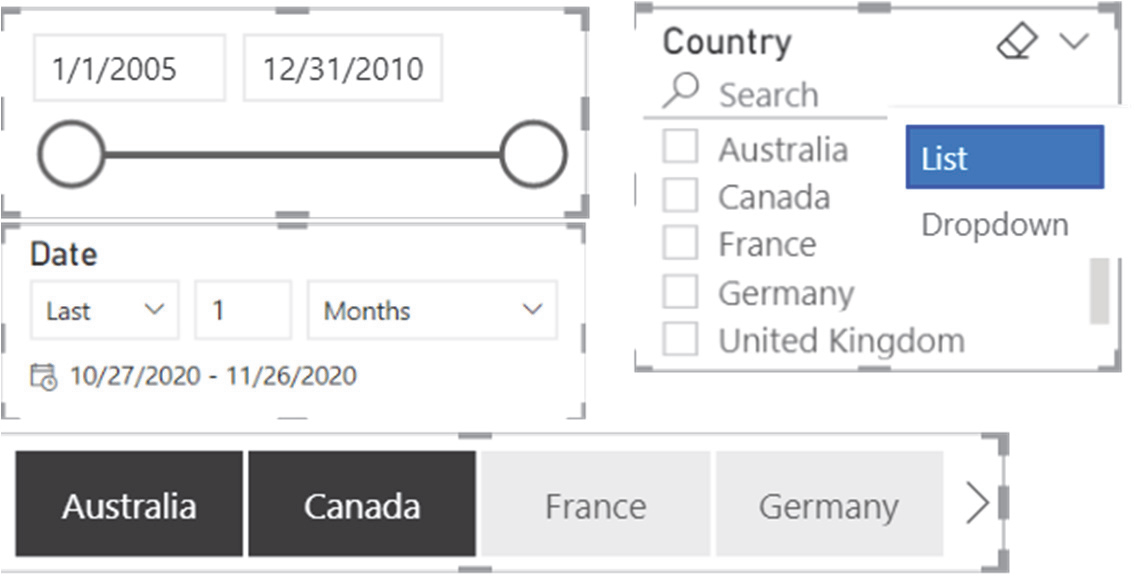 1/1/2005 12/31/2010
Date
Last 1 Months
10/27/2020 - 11/26/2020
Country
Search
Australia
Canada
France
Germany
United Kingdom
List
Dropdown
Australia Canada France Germany